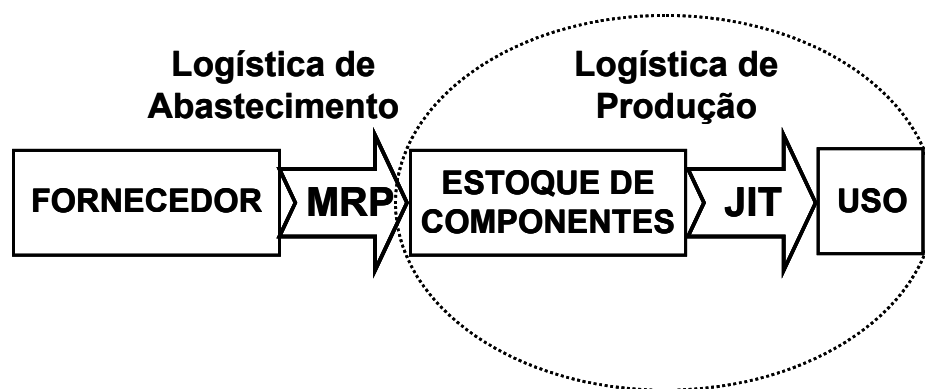 Logística de
Abastecimento
Logística de
Produção
FORNECEDOR
MRP
ESTOQUE DE
COMPONENTES
JIT
USO